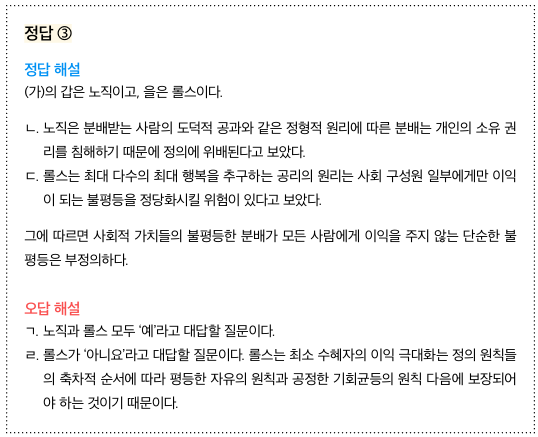 정답 ③
정답 해설
(가)의 갑은 노직이고, 을은 롤스이다.
ㄴ. 노직은 분배받는 사람의 도덕적 공과와 같은 정형적 원리에 따른 분배는 개인의 소유 권
리를 침해하기 때문에 정의에 위배된다고 보았다.
ㄷ. 롤스는 최대 다수의 최대 행복을 추구하는 공리의 원리는 사회 구성원 일부에게만 이익
이 되는 불평등을 정당화시킬 위험이 있다고 보았다.
그에 따르면 사회적 가치들의 불평등한 분배가 모든 사람에게 이익을 주지 않는 단순한 불
평등은 부정의하다.
오답 해설
ㄱ. 노직과 롤스 모두 ‘예’라고 대답할 질문이다.
ㄹ. 롤스가 ‘아니요’라고 대답할 질문이다. 롤스는 최소 수혜자의 이익 극대화는 정의 원칙들
의 축차적 순서에 따라 평등한 자유의 원칙과 공정한 기회균등의 원칙 다음에 보장되어
야 하는 것이기 때문이다.